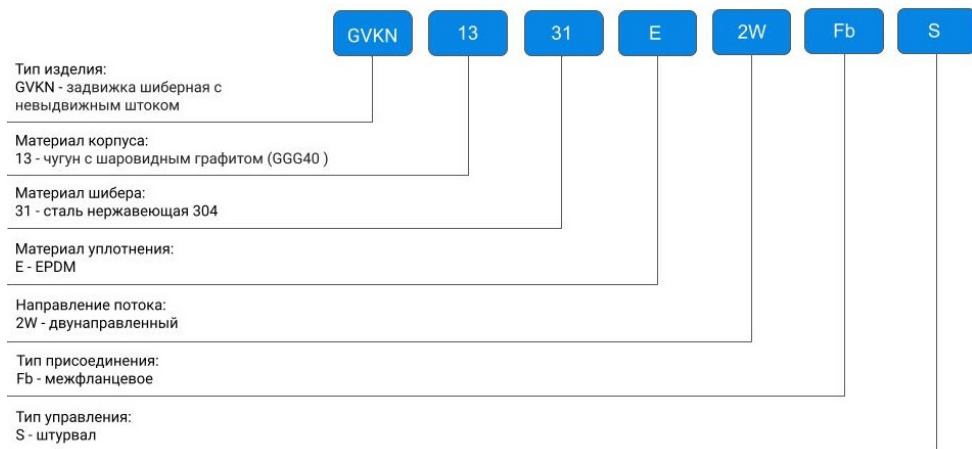 GVKN 13 31 E 2W Fb S
Тип изделия:
GVKN - задвижка шиберная с
невыдвижным штоком
Материал корпуса:
13 - чугун с шаровидным графитом (GGG40 )
Материал шибера:
31 - сталь нержавеющая 304
Материал уплотнения:
E - EPDM
Направление потока:
2W - двунаправленный
Тип присоединения:
Fb - межфланцевое
Тип управления:
S - штурвал